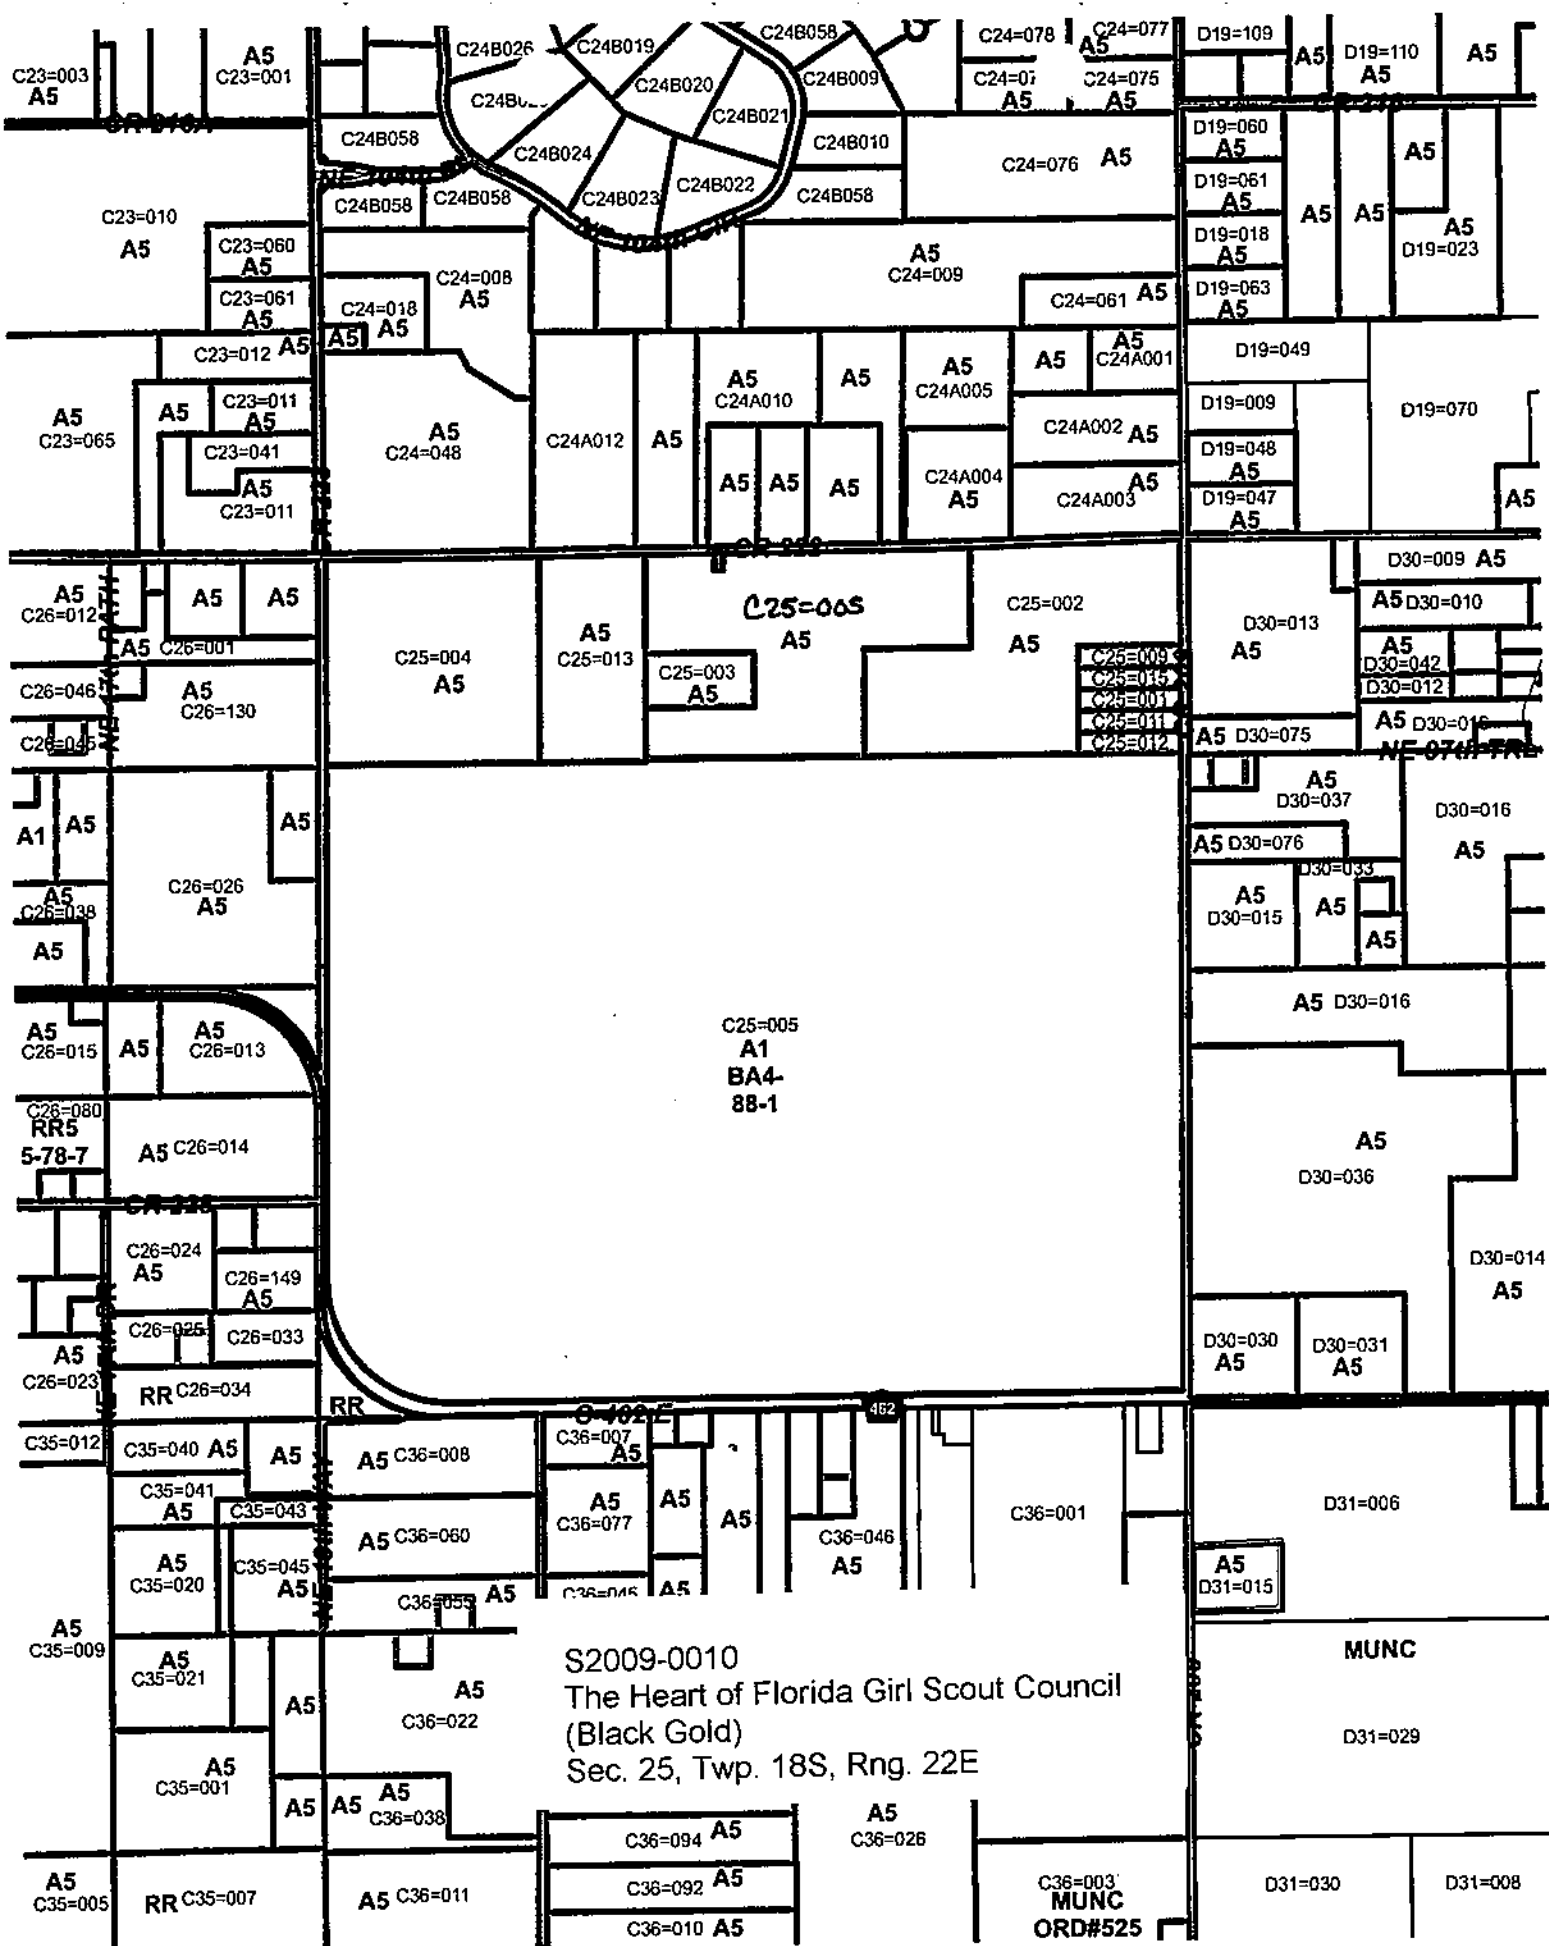 C23=003
A5
A5
C23=001
C24B026
C24B019
C24B058
C24=078
C24=077
A5
D19=109
A5
D19=110
A5
A5
C24B020
C24B009
A5
C24=075
A5
C24B021
C24B058
C24B024
C24B010
C24=076
A5
D19=060
A5
A5
C24B023
C24B022
C24B058
D19=061
A5
C23=010
A5
C24B058
C24B058
A5
A5
A5
D19=023
C23=060
A5
C24=008
A5
A5
C24=009
D19=018
A5
C23=061
A5
C24=018
A5
C24=061
A5
D19=063
A5
C23=012
A5
A5
A5
C24A010
A5
A5
C24A005
A5
A5
C24A001
D19=049
A5
C23=065
A5
C23=011
A5
A5
C24=048
C24A012
A5
C24A002
A5
D19=009
D19=070
C23=041
A5
C23=011
A5
A5
A5
C24A004
A5
C24A003
A5
D19=048
A5
D19=047
A5
A5
A5
C26=012
A5
A5
A5
C26=001
C25=004
A5
A5
C25=013
C25=005
A5
C25=003
A5
C25=002
A5
D30=013
A5
D30=009 A5
A5 D30=010
A5
D30=042
D30=012
C25=009
C25=015
C25=001
C25=011
C25=012
C26=046
A5
C26=130
C26=045
A5 D30=075
A5
NE 97th TRL
A1
A5
A5
C26=026
A5
A5
D30=037
D30=016
A5
A5 D30=076
D30=033
A5
C26=038
A5
A5
D30=015
A5
A5
A5
C26=015
A5
A5
C26=013
C25=005
A1
BA4-
88-1
A5 D30=016
C26=080
RR5
5-78-7
A5 C26=014
A5
D30=036
CR 228
C26=024
A5
C26=149
A5
D30=014
A5
C26=025
C26=033
A5
C26=023
RR C26=034
RR
D30=030
A5
D30=031
A5
C-462 E
462
C35=012
C35=040 A5
A5
A5 C36=008
C36=007
A5
C35=041
A5
C35=043
A5 C36=060
A5
C36=077
A5
A5
C36=046
A5
C36=001
D31=006
A5
C35=020
C35=045
A5
C36=055
A5
A5
A5
D31=015
A5
C35=009
A5
C35=021
A5
A5
C36=022
S2009-0010
The Heart of Florida Girl Scout Council
(Black Gold)
Sec. 25, Twp. 18S, Rng. 22E
MUNC
D31=029
A5
C35=001
A5
A5
A5
C36=038
C36=094 A5
A5
C36=026
A5
C35=005
RR C35=007
A5 C36=011
C36=092 A5
C36=010 A5
C36=003
MUNC
ORD#525
D31=030
D31=008